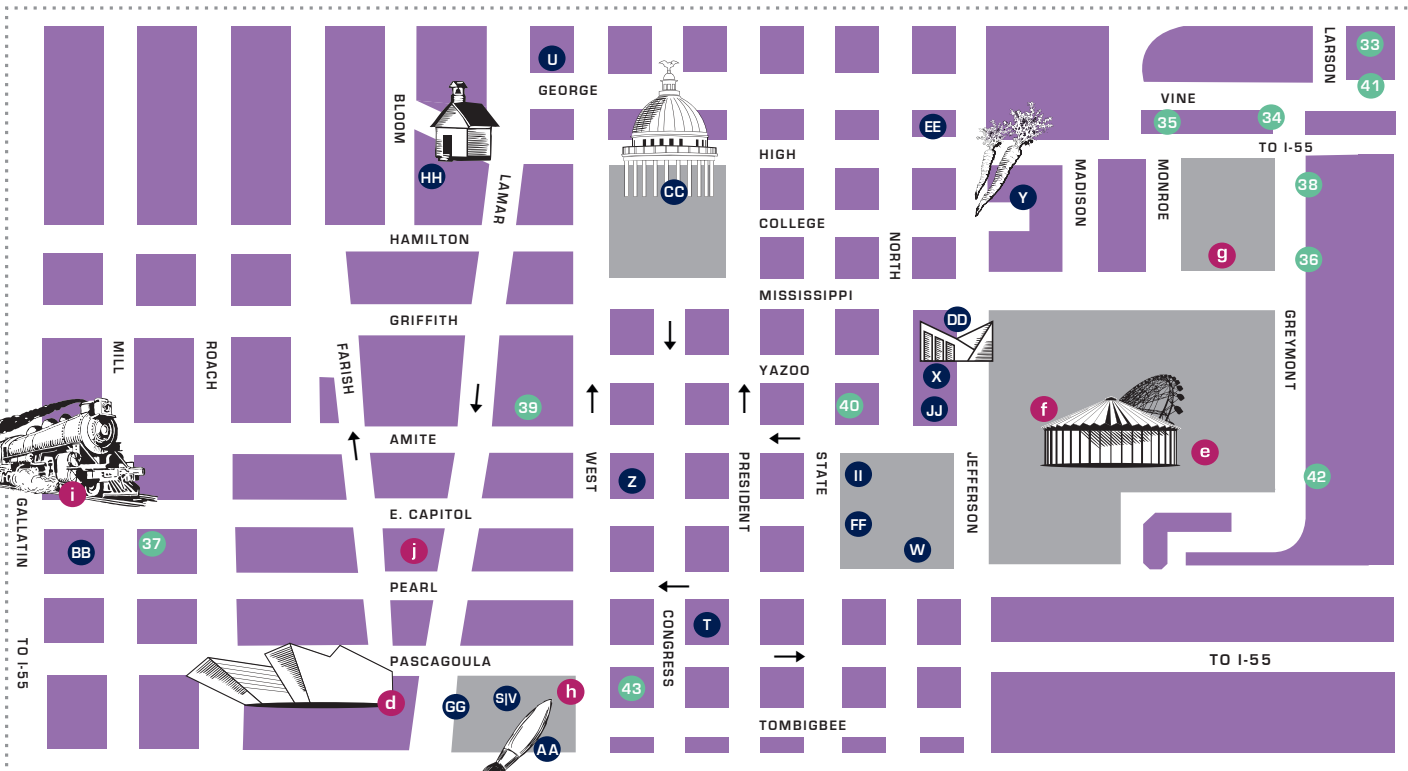 LARSON
33
U
41
GEORGE
BLOOM
VINE
35
34
EE
TO I-55
HIGH
HH
LAMAR
CC
Y
MADISON
MONROE
38
COLLEGE
HAMILTON
NORTH
g
36
MISSISSIPPI
GRIFFITH
DD
GREYMONT
MILL
ROACH
FARISH
YAZOO
X
39
40
JJ
f
AMITE
e
WEST
Z
PRESIDENT
STATE
II
JEFFERSON
42
i
GALLATIN
E. CAPITOL
FF
BB
37
j
W
PEARL
CONGRESS
T
TO I-55
PASCAGOULA
TO I-55
43
h
d
GG
S|V
TOMBIGBEE
AA